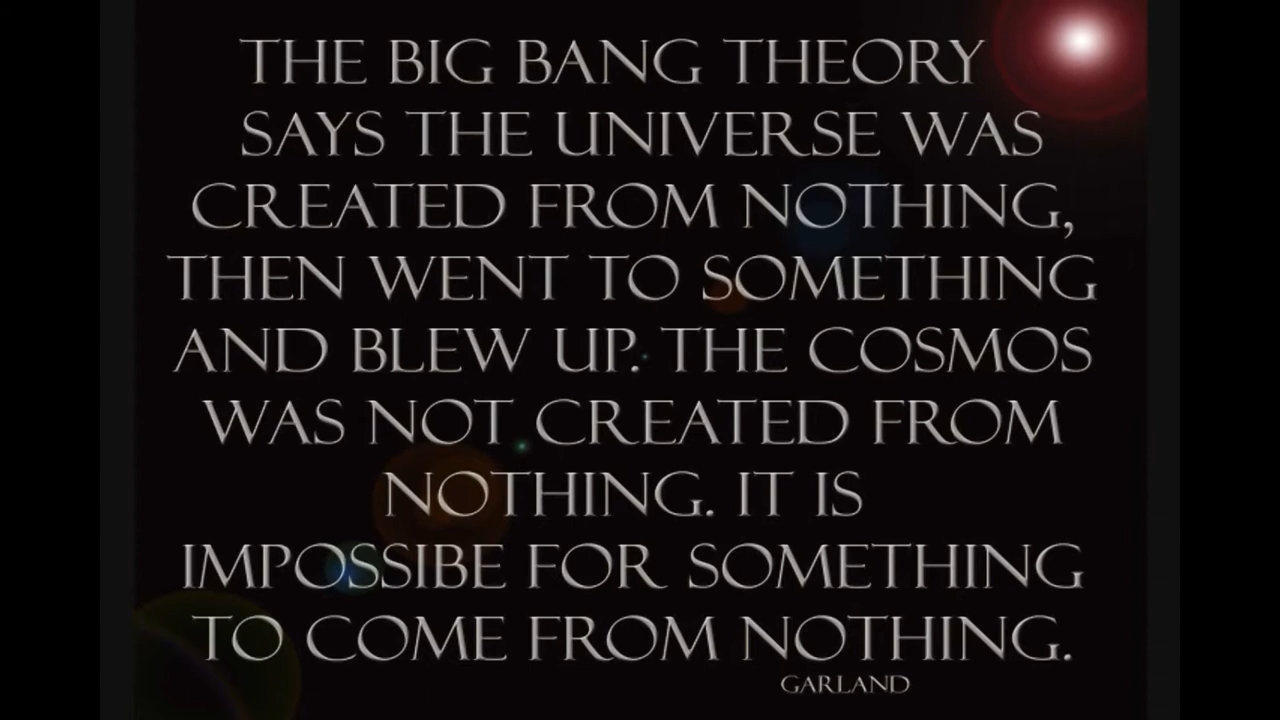 THE BIG BANG THEORY
SAYS THE UNIVERSE WAS
CREATED FROM NOTHING,
THEN WENT TO SOMETHING
AND BLEW UP. THE COSMOS
WAS NOT CREATED FROM
NOTHING. IT IS
IMPOSSIBE FOR SOMETHING
TO COME FROM NOTHING.
GARLAND